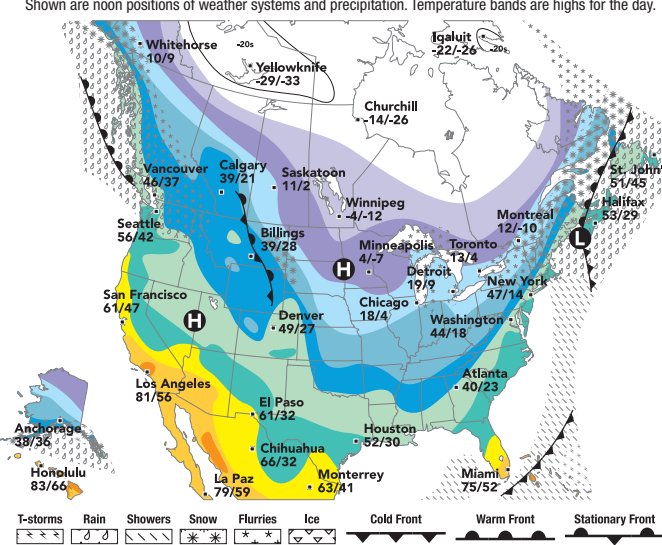 Shown are noon positions of weather systems and precipitation. Temperature bands are highs for the day.
Whitehorse
10/9
-20s
Yellowknife
-29/-33
Iqaluit
-22/-26
-20s
Churchill
-14/-26
Vancouver
46/37
Calgary
39/21
Saskatoon
11/2
Winnipeg
-4/-12
St. John'
51/45
Halifax
53/29
Montreal
12/-10
Seattle
56/42
Billings
39/28
Minneapolis
4/-7
Toronto
13/4
Detroit
19/9
New York
47/14
L
H
San Francisco
61/47
H
Denver
49/27
Chicago
18/4
Washington
44/18
Los Angeles
81/56
El Paso
61/32
Atlanta
40/23
Houston
52/30
Anchorage
38/36
Chihuahua
66/32
Honolulu
83/66
La Paz
79/59
Monterrey
63/41
Miami
75/52
T-storms Rain Showers Snow Flurries Ice Cold Front Warm Front Stationary Front